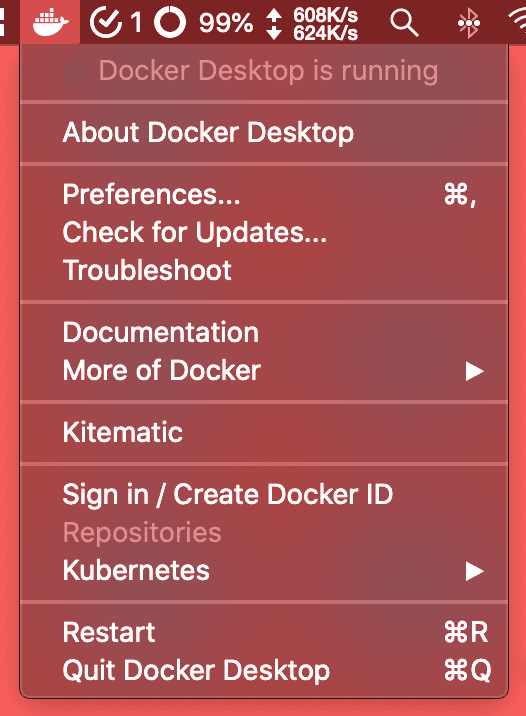 1 99% 608K/s
624K/s
Docker Desktop is running
About Docker Desktop
Preferences... ⌘,
Check for Updates...
Troubleshoot
Documentation
More of Docker ▶
Kitematic
Sign in / Create Docker ID
Repositories
Kubernetes ▶
Restart ⌘R
Quit Docker Desktop ⌘Q